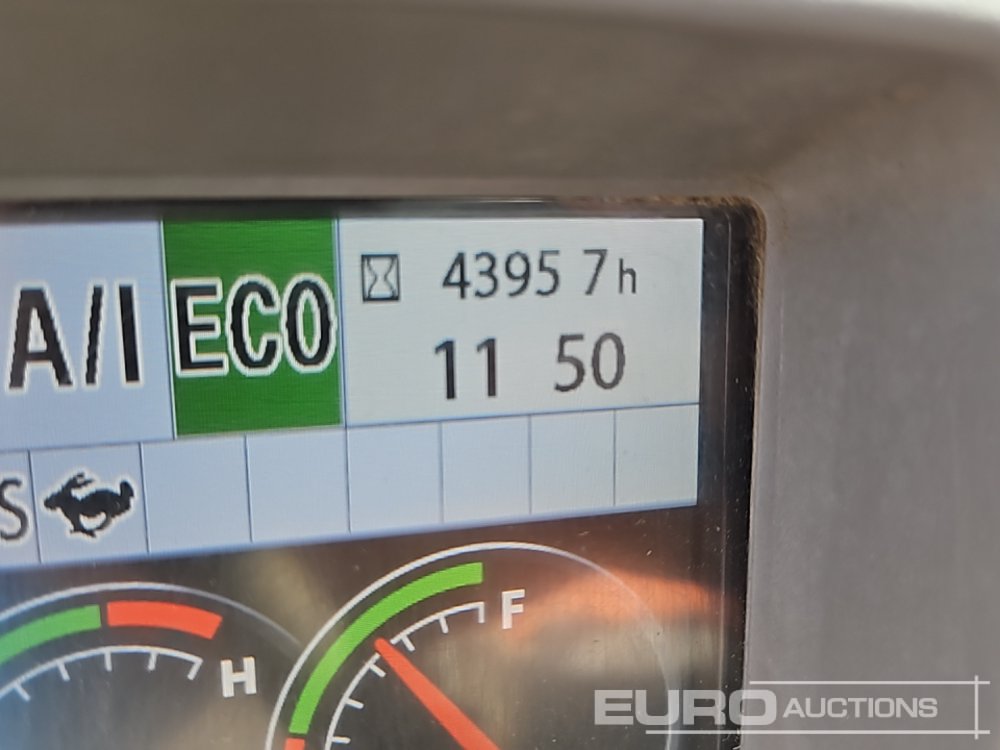 A/I ECO 4395 7h
11 50
S
F
H
EURO AUCTIONS